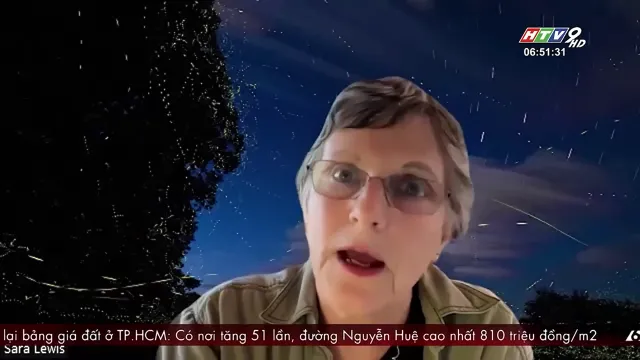 HTV9
HD
06:51:31
lại bảng giá đất ở TP.HCM: Có nơi tăng 51 lần, đường Nguyễn Huệ cao nhất 810 triệu đồng/m2
Sara Lewis